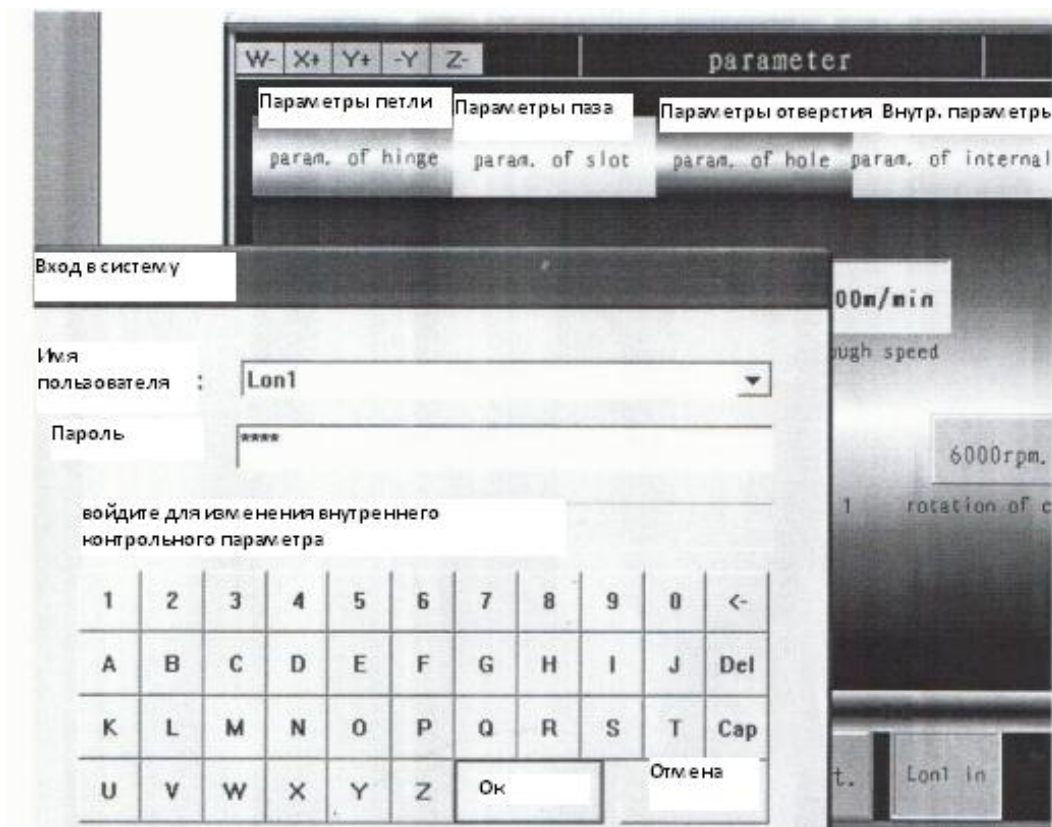 W- X+ Y+ -Y Z- parameter
Параметры петли Параметры паза Параметры отверстия Внутр. параметры
param. of hinge param. of slot param. of hole param. of internal
Вход в систему
00m/min
Имя
ugh speed
пользователя : Lon1
Пароль ****
6000rpm.
войдите для изменения внутреннего
1 rotation of c
контрольного параметра
1 2 3 4 5 6 7 8 9 0 <-
A B C D E F G H I J Del
K L M N O P Q R S T Cap
U V W X Y Z Ок Отмена
t. Lon1 in